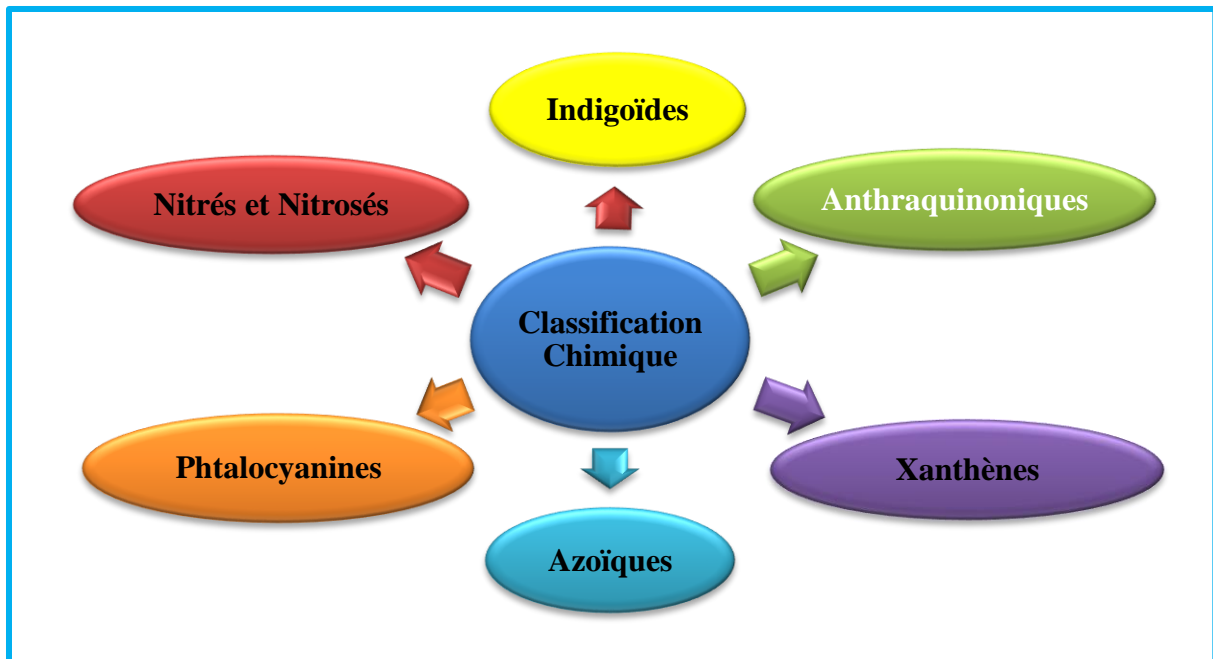 Indigoïdes
Nitrés et Nitrosés
Anthraquinoniques
Classification
Chimique
Phtalocyanines
Xanthènes
Azoïques